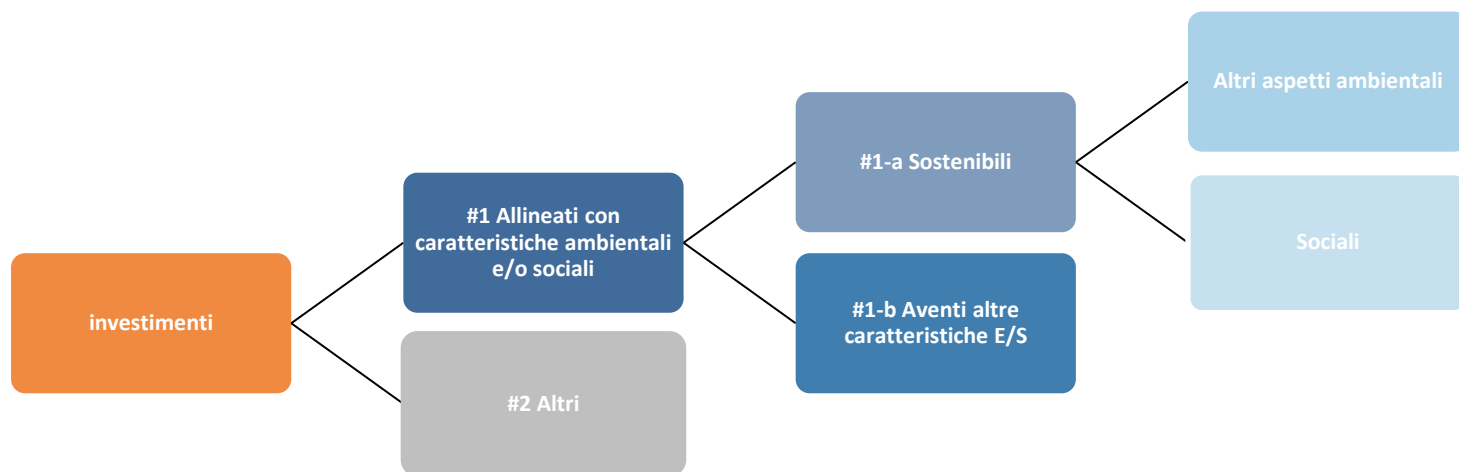 Altri aspetti ambientali
#1-a Sostenibili
#1 Allineati con
caratteristiche ambientali
e/o sociali
Sociali
investimenti
#1-b Aventi altre
caratteristiche E/S
#2 Altri